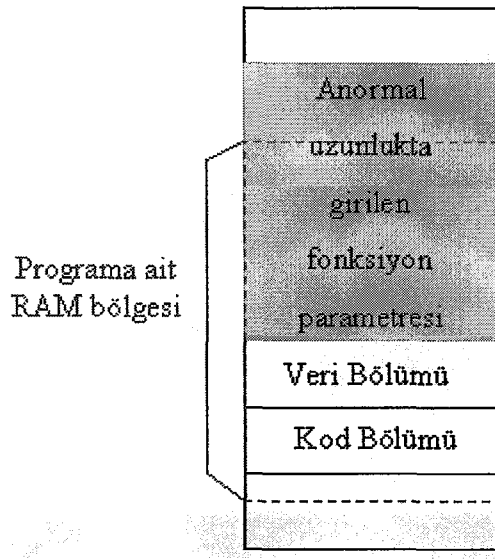 Anormal
uzunlukta
girilen
fonksiyon
parametresi
Programa ait
RAM bölgesi
Veri Bölümü
Kod Bölümü